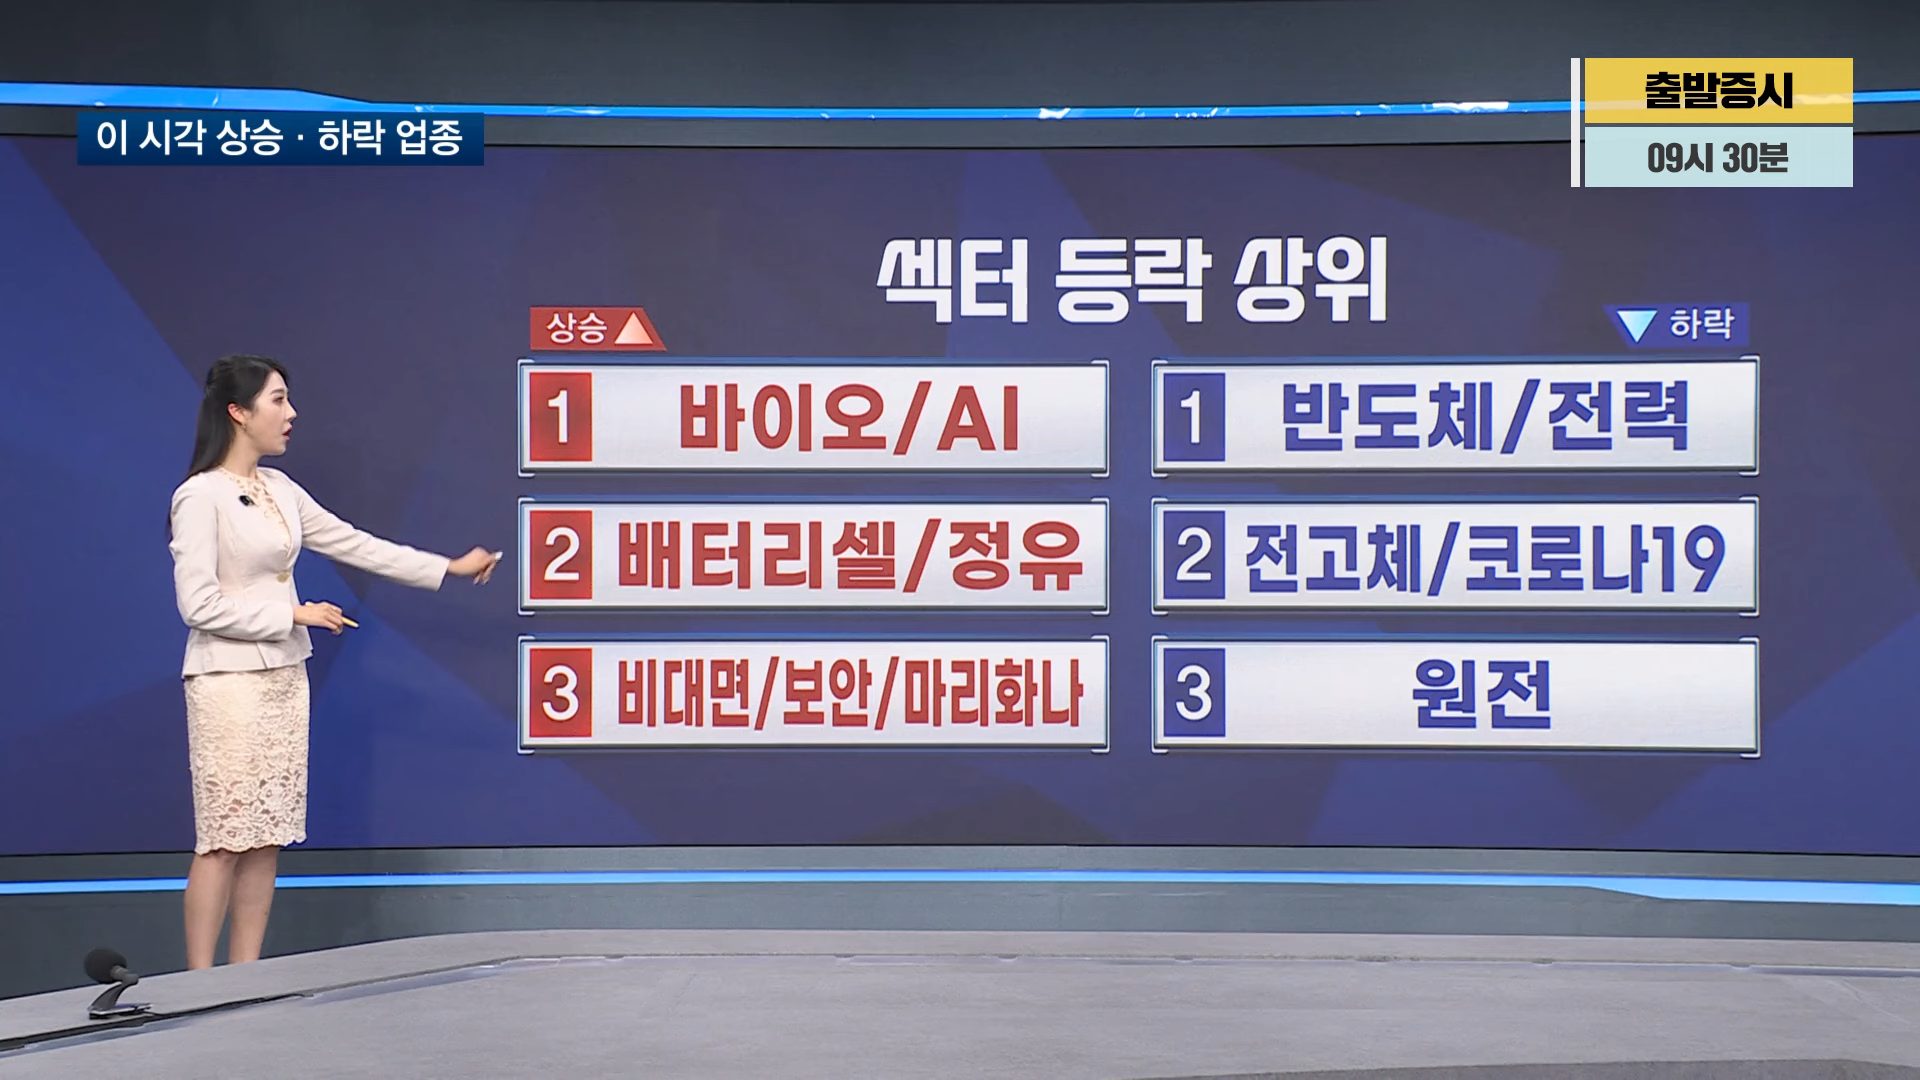 출발증시
09시 30분
이 시각 상승 · 하락 업종
섹터 등락 상위
상승▲
▼ 하락
1 바이오/AI
1 반도체/전력
2 배터리셀/정유
2 전고체/코로나19
3 비대면/보안/마리화나
3 원전